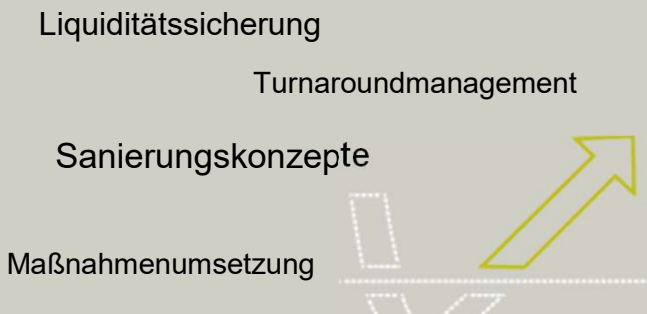 Liquiditätssicherung
Turnaroundmanagement
Sanierungskonzepte
Maßnahmenumsetzung